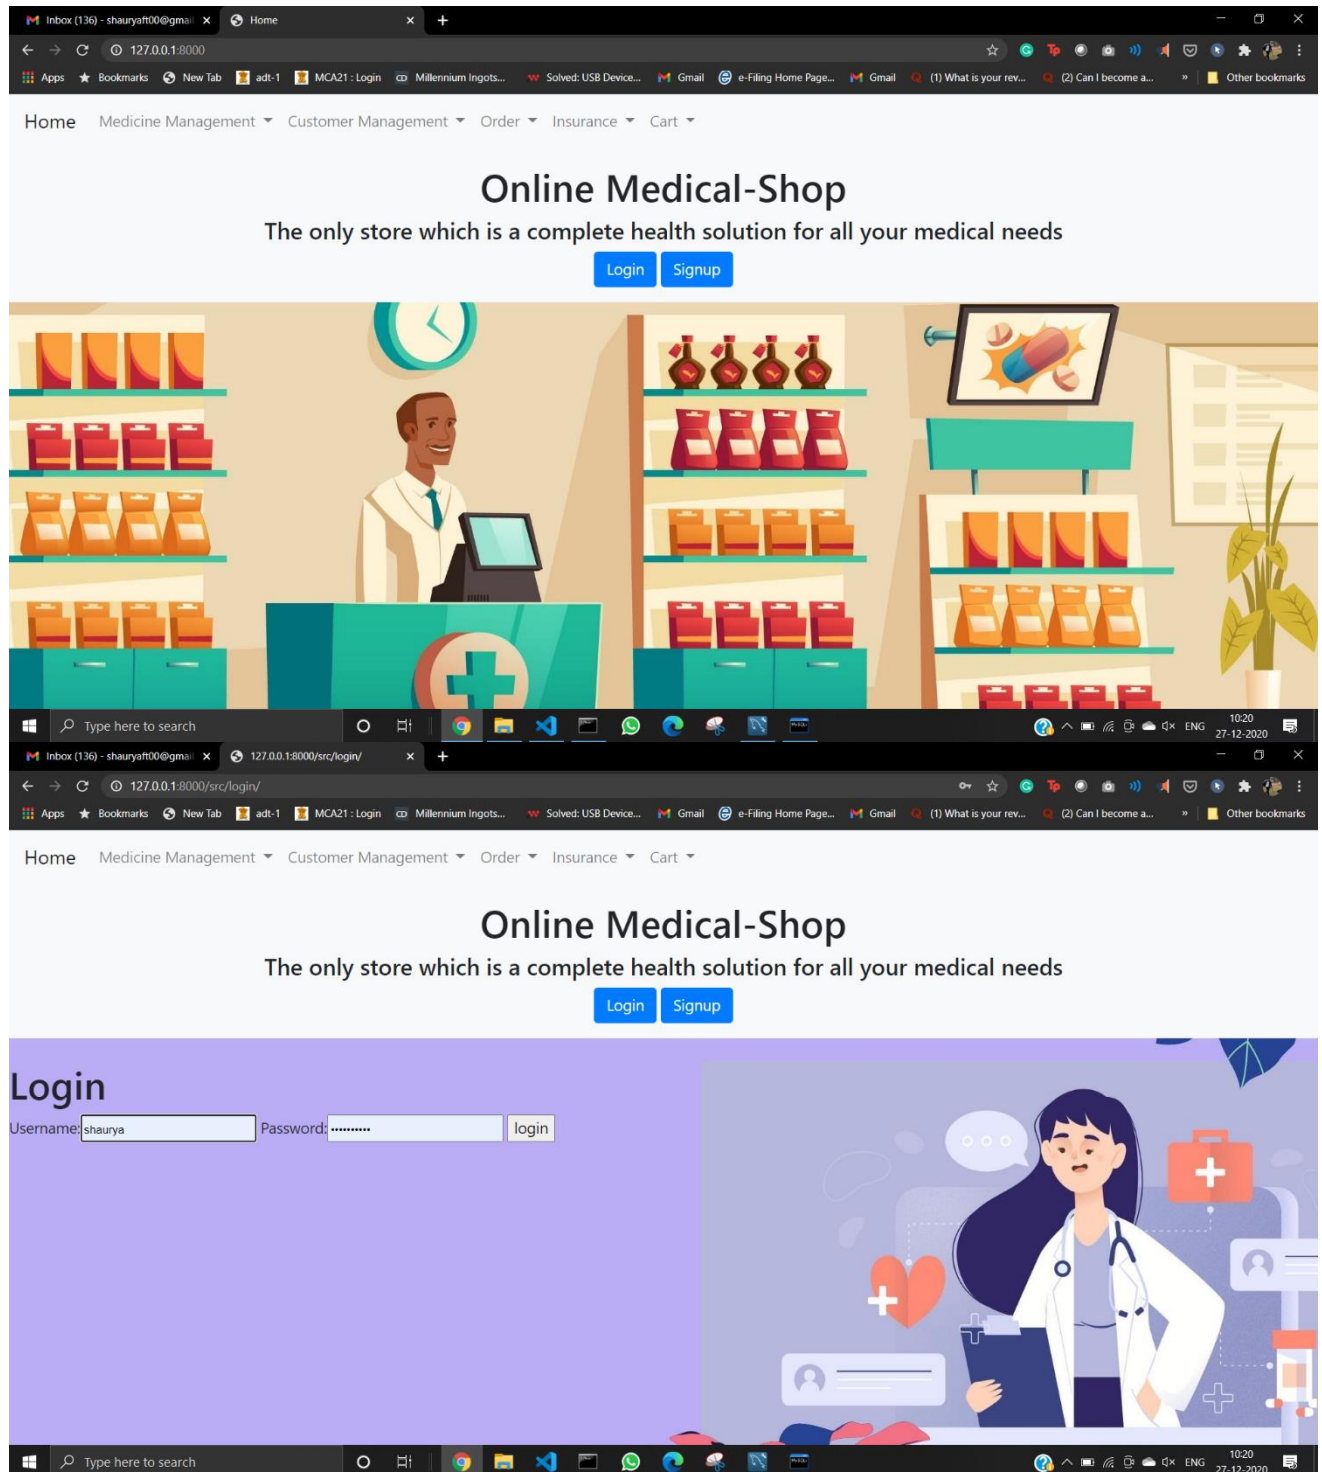 Inbox (136) - shauryaft00@gmail
Home
127.0.0.1:8000
Apps Bookmarks New Tab adt-1 MCA21 : Login Millennium Ingots... Solved: USB Device... Gmail e-Filing Home Page... Gmail (1) What is your rev... (2) Can I become a... » Other bookmarks
Home Medicine Management Customer Management Order Insurance Cart
Online Medical-Shop
The only store which is a complete health solution for all your medical needs
Login Signup
Type here to search
ENG
10:20
27-12-2020
Inbox (136) - shauryaft00@gmail
127.0.0.1:8000/src/login/
127.0.0.1:8000/src/login/
Apps Bookmarks New Tab adt-1 MCA21 : Login Millennium Ingots... Solved: USB Device... Gmail e-Filing Home Page... Gmail (1) What is your rev... (2) Can I become a... » Other bookmarks
Home Medicine Management Customer Management Order Insurance Cart
Online Medical-Shop
The only store which is a complete health solution for all your medical needs
Login Signup
Login
Username: shaurya Password: •••••••••• login
Type here to search
ENG
10:20
27-12-2020